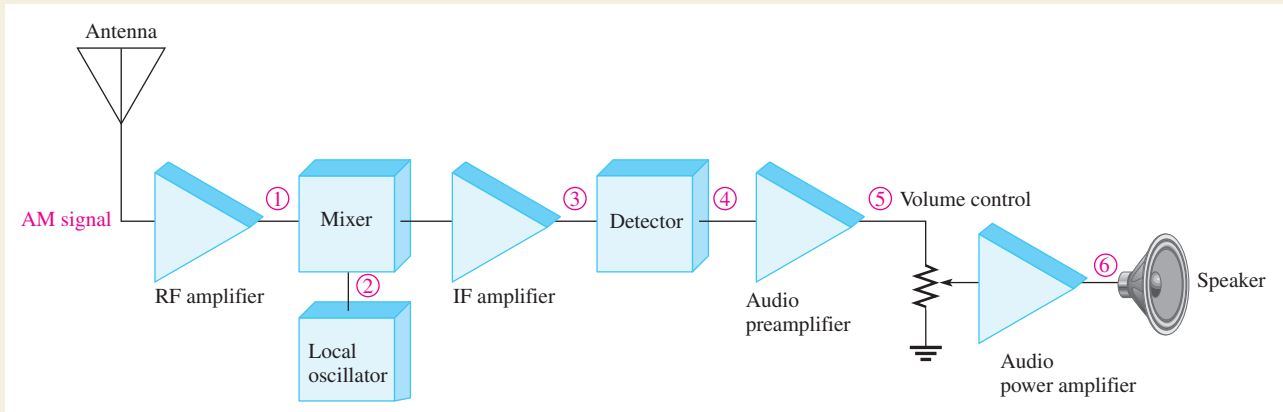 Antenna
AM signal
RF amplifier
①
Mixer
②
Local
oscillator
IF amplifier
③
Detector
④
Audio
preamplifier
⑤
Volume control
Audio
power amplifier
⑥
Speaker